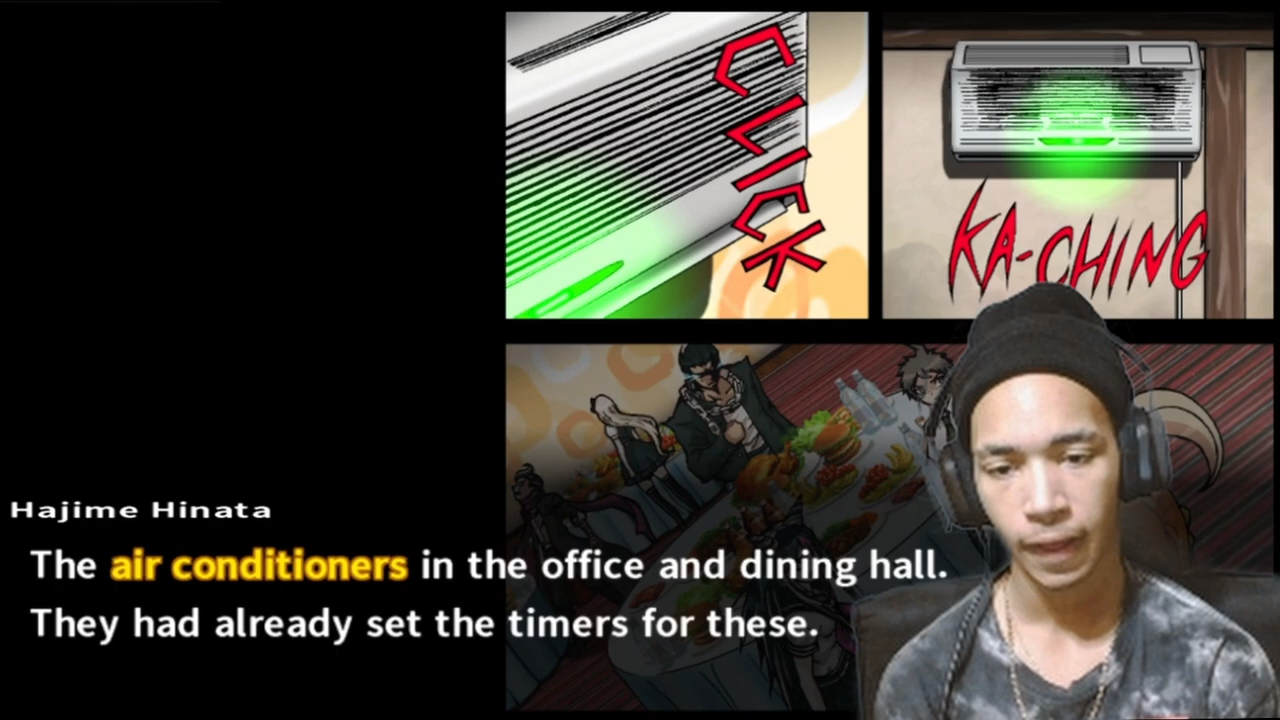 CLICK
KA-CHING
Hajime Hinata
The air conditioners in the office and dining hall.
They had already set the timers for these.